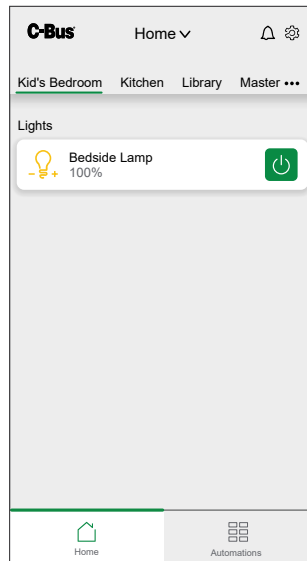 C-Bus
Home
Kid's Bedroom Kitchen Library Master •••
Lights
Bedside Lamp
100%
Home Automations